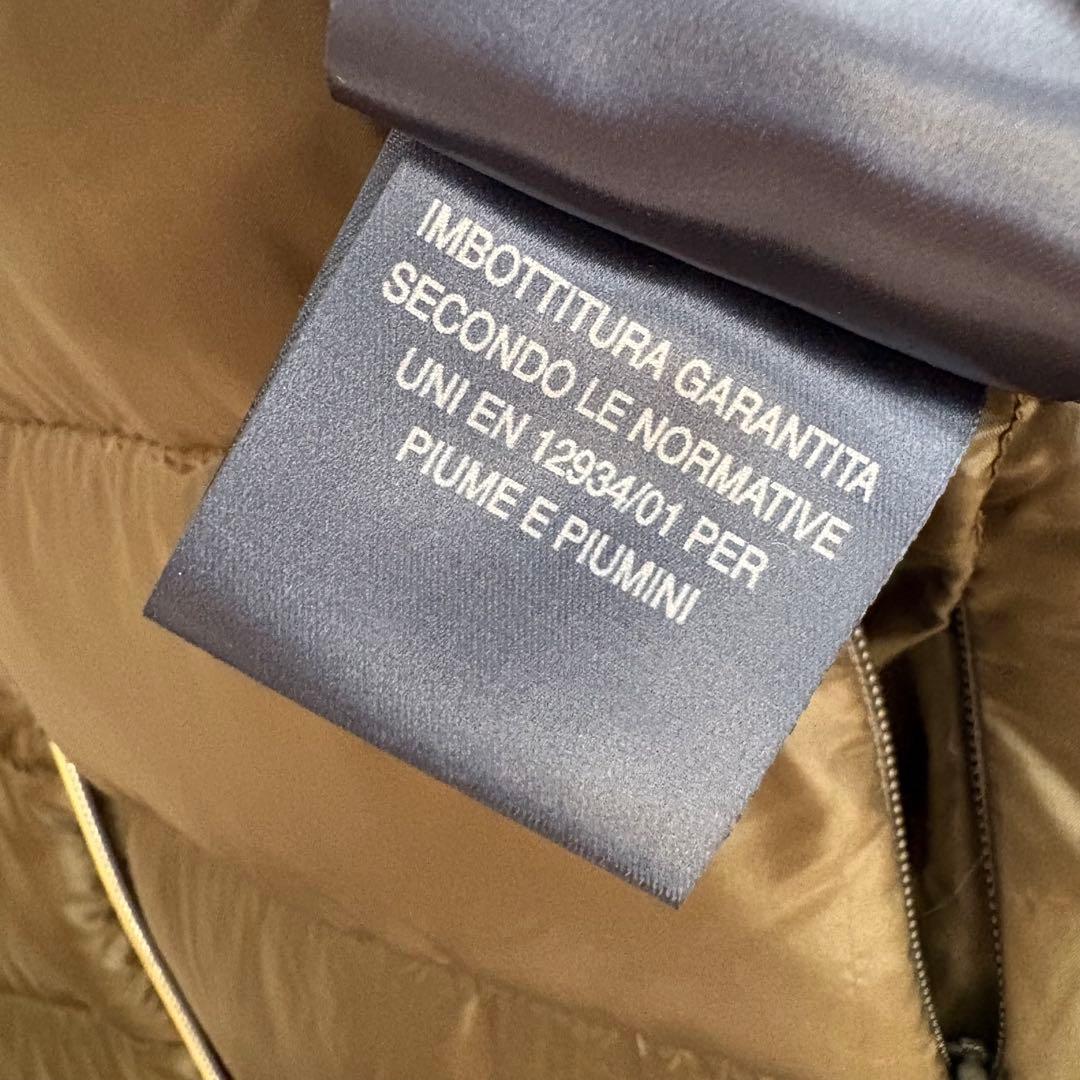 IMBOTTITURA GARANTITA
SECONDO LE NORMATIVE
UNI EN 12934/01 PER
PIUME E PIUMINI